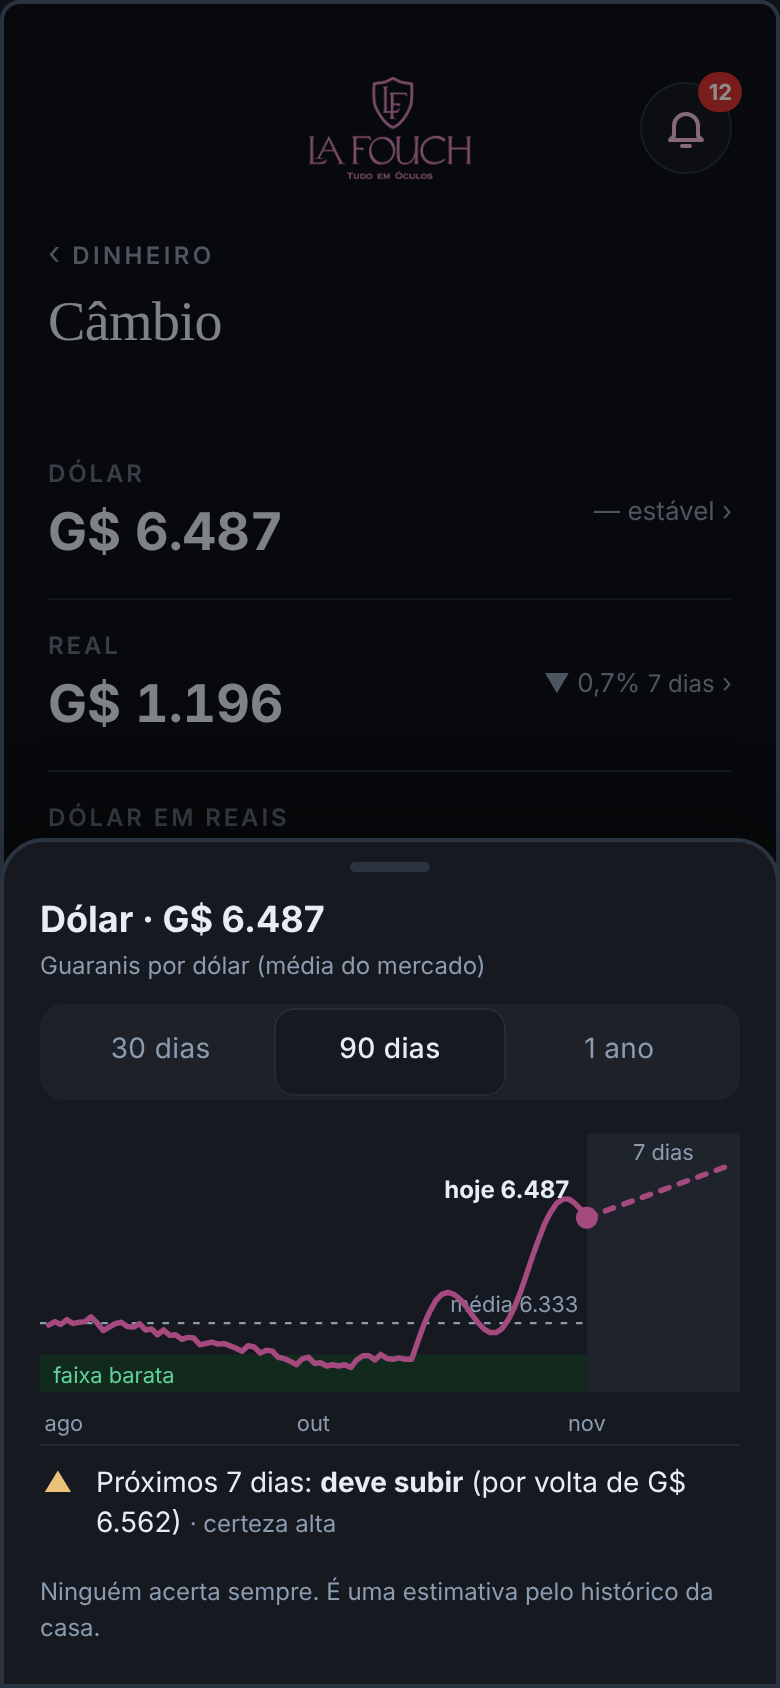 12
LF
LA FOUCH
TUDO EM ÓCULOS
‹ DINHEIRO
Câmbio
DÓLAR
G$ 6.487
— estável ›
REAL
G$ 1.196
▼ 0,7% 7 dias ›
DÓLAR EM REAIS
Dólar · G$ 6.487
Guaranis por dólar (média do mercado)
30 dias
90 dias
1 ano
7 dias
hoje 6.487
média 6.333
faixa barata
ago
out
nov
▲ Próximos 7 dias: deve subir (por volta de G$
6.562) · certeza alta
Ninguém acerta sempre. É uma estimativa pelo histórico da
casa.